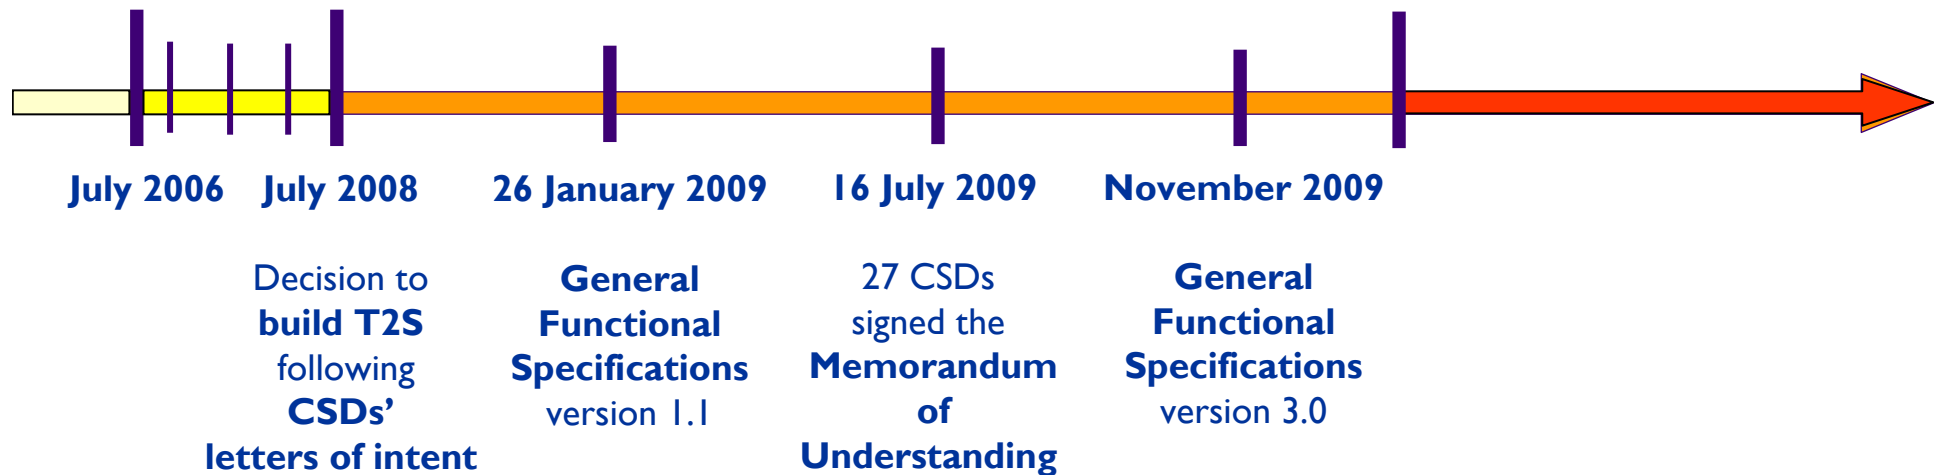 July 2006
July 2008
26 January 2009
16 July 2009
November 2009
Decision to
build T2S
following
CSDs’
letters of intent
General
Functional
Specifications
version 1.1
27 CSDs
signed the
Memorandum
of
Understanding
General
Functional
Specifications
version 3.0